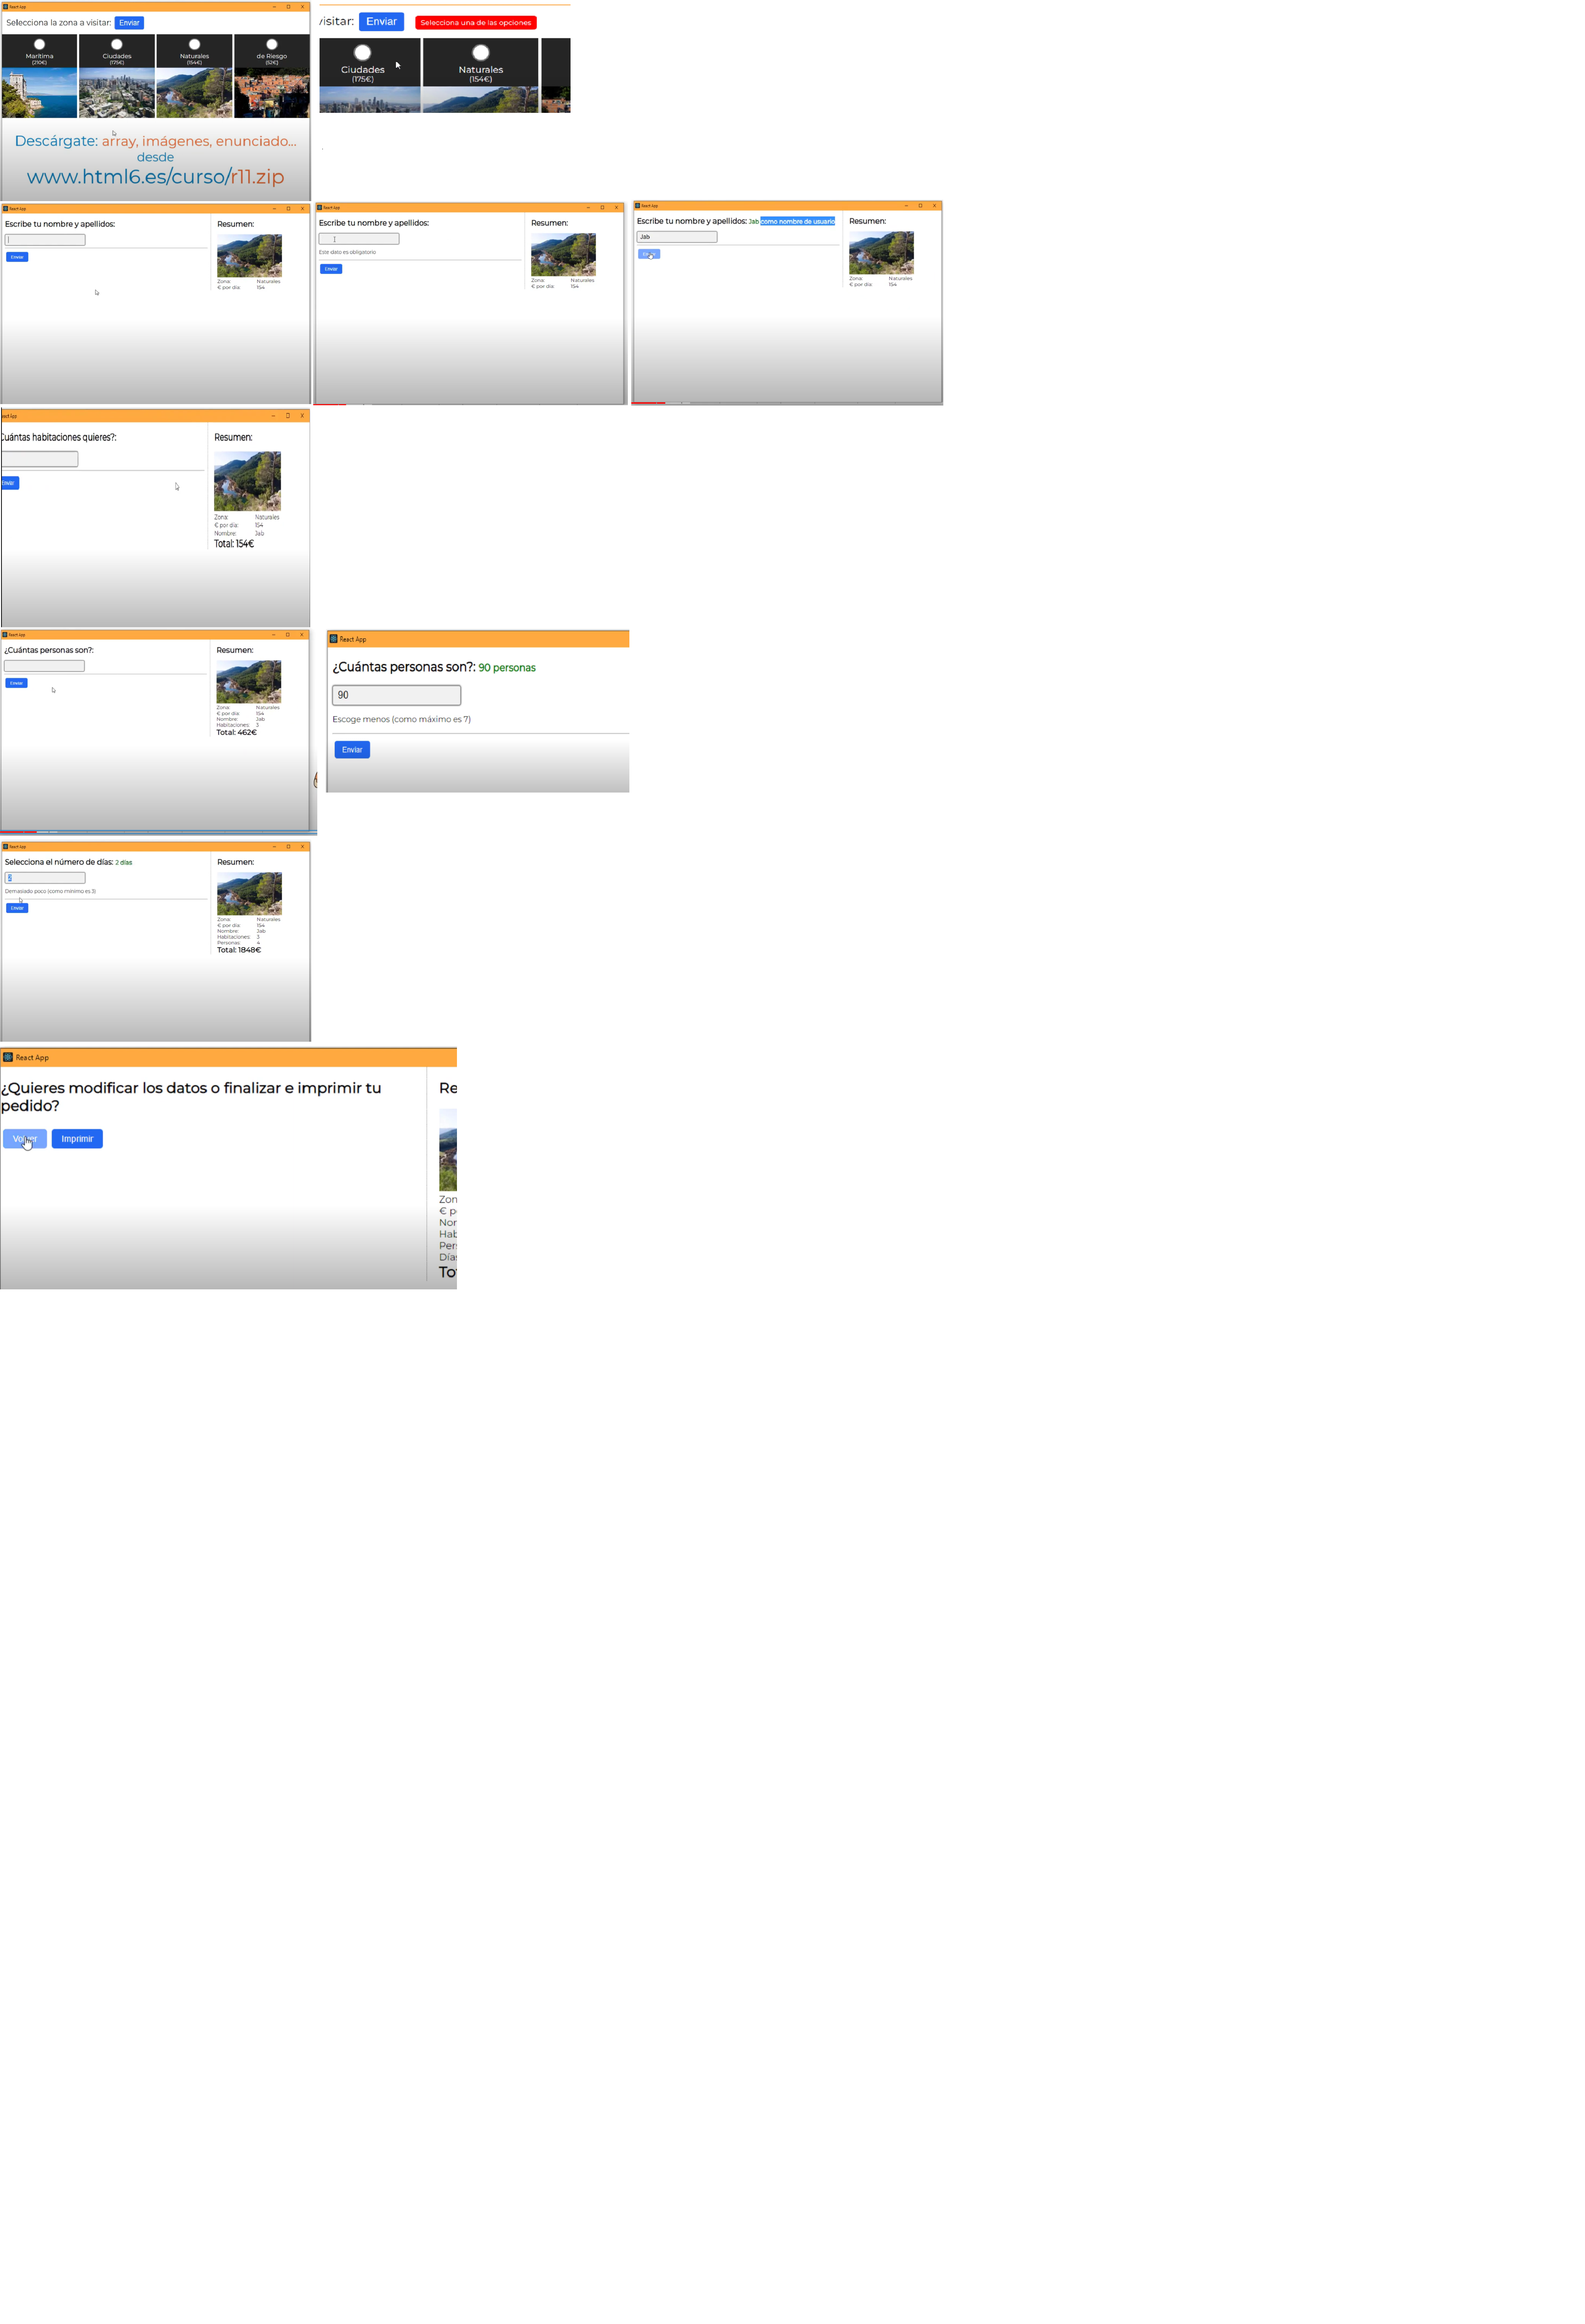 React App
Selecciona la zona a visitar: Enviar
Marítima
(210€)
Ciudades
(175€)
Naturales
(154€)
de Riesgo
(52€)
Descárgate: array, imágenes, enunciado...
desde
www.html6.es/curso/r11.zip
visitar: Enviar Selecciona una de las opciones
Ciudades
(175€)
Naturales
(154€)
React App
Escribe tu nombre y apellidos:
Enviar
Resumen:
Zona: Naturales
€ por día: 154
React App
Escribe tu nombre y apellidos:
Este dato es obligatorio
Enviar
Resumen:
Zona: Naturales
€ por día: 154
React App
Escribe tu nombre y apellidos: Jab como nombre de usuario
Jab
Resumen:
Zona: Naturales
€ por día: 154
eact App
Cuántas habitaciones quieres?:
Enviar
Resumen:
Zona: Naturales
€ por día: 154
Nombre: Jab
Total: 154€
React App
¿Cuántas personas son?:
Enviar
Resumen:
Zona: Naturales
€ por día: 154
Nombre: Jab
Habitaciones: 3
Total: 462€
React App
¿Cuántas personas son?: 90 personas
90
Escoge menos (como máximo es 7)
Enviar
React App
Selecciona el número de días: 2 días
2
Demasiado poco (como mínimo es 3)
Enviar
Resumen:
Zona: Naturales
€ por día: 154
Nombre: Jab
Habitaciones: 3
Personas: 4
Total: 1848€
React App
¿Quieres modificar los datos o finalizar e imprimir tu
pedido?
Volver Imprimir
Re
Zon
€ p
Nor
Hab
Per
Día
To